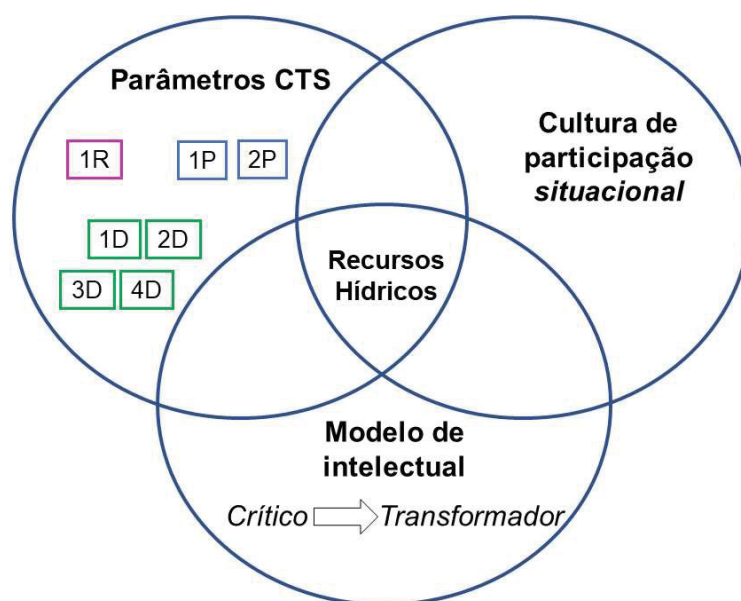 Parâmetros CTS
1R
1P
2P
1D
2D
3D
4D
Cultura de
participação
situacional
Recursos
Hídricos
Modelo de
intelectual
Crítico
Transformador